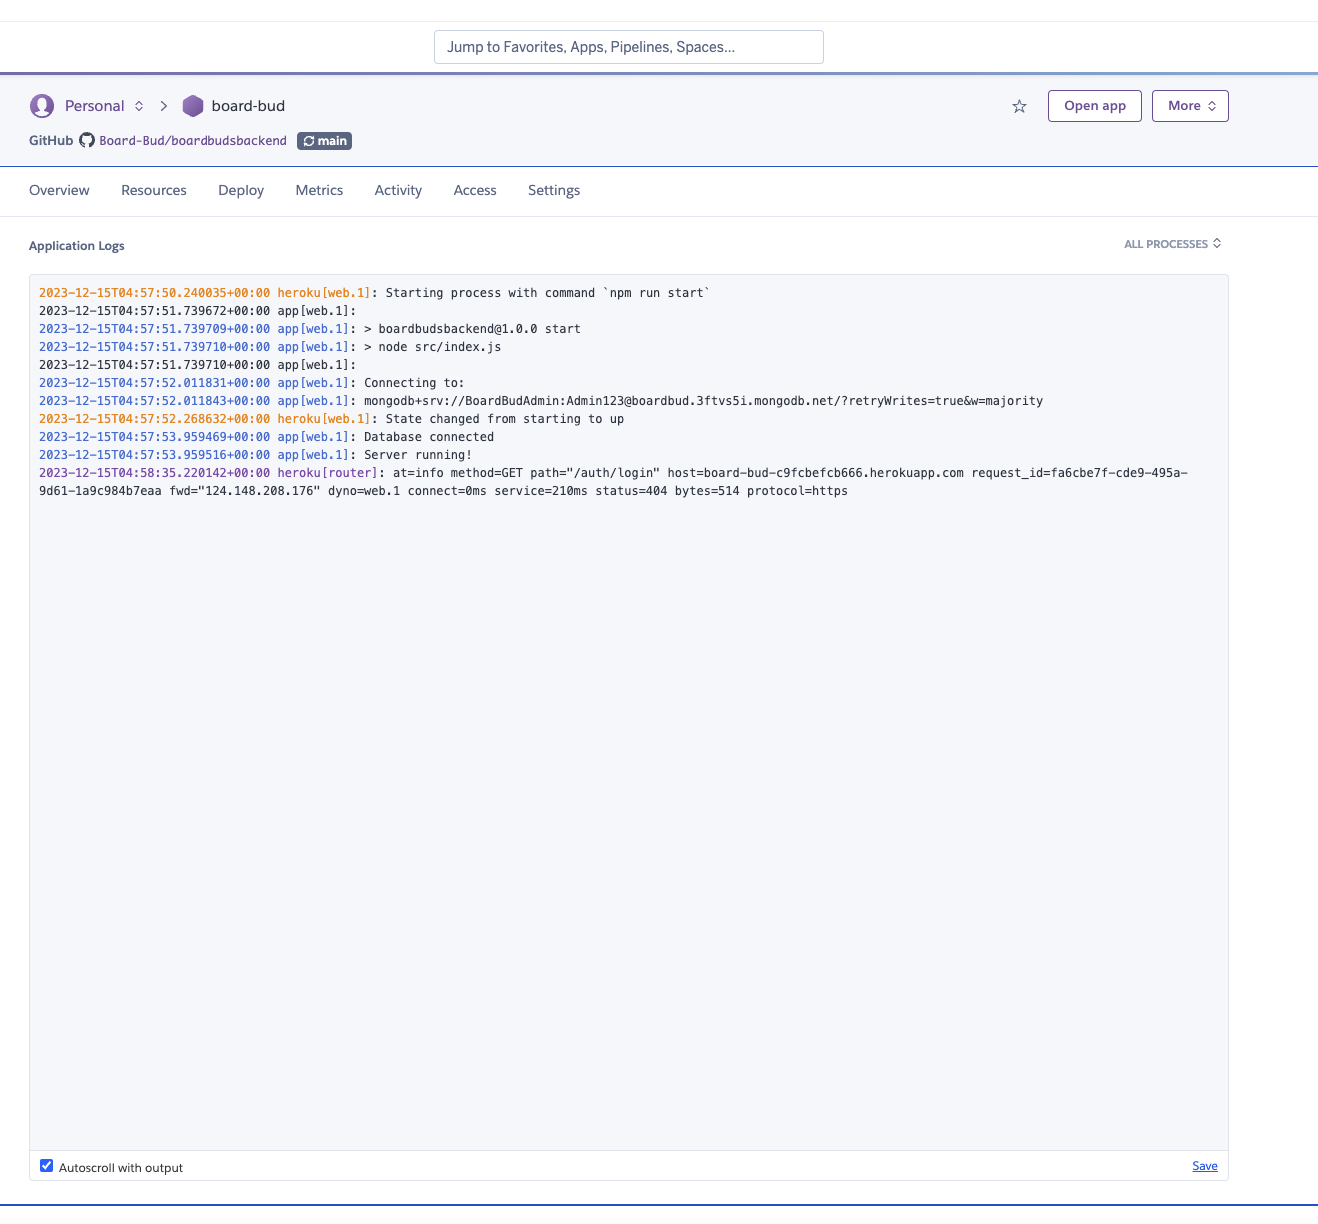 Jump to Favorites, Apps, Pipelines, Spaces...
Personal > board-bud
Open app
More
GitHub Board-Bud/boardbudsbackend main
Overview Resources Deploy Metrics Activity Access Settings
Application Logs
ALL PROCESSES
2023-12-15T04:57:50.240035+00:00 heroku[web.1]: Starting process with command `npm run start`
2023-12-15T04:57:51.739672+00:00 app[web.1]:
2023-12-15T04:57:51.739709+00:00 app[web.1]: > boardbudsbackend@1.0.0 start
2023-12-15T04:57:51.739710+00:00 app[web.1]: > node src/index.js
2023-12-15T04:57:51.739710+00:00 app[web.1]:
2023-12-15T04:57:52.011831+00:00 app[web.1]: Connecting to:
2023-12-15T04:57:52.011843+00:00 app[web.1]: mongodb+srv://BoardBudAdmin:Admin123@boardbud.3ftvs5i.mongodb.net/?retryWrites=true&w=majority
2023-12-15T04:57:52.268632+00:00 heroku[web.1]: State changed from starting to up
2023-12-15T04:57:53.959469+00:00 app[web.1]: Database connected
2023-12-15T04:57:53.959516+00:00 app[web.1]: Server running!
2023-12-15T04:58:35.220142+00:00 heroku[router]: at=info method=GET path="/auth/login" host=board-bud-c9fcbefcb666.herokuapp.com request_id=fa6cbe7f-cde9-495a-
9d61-1a9c984b7eaa fwd="124.148.208.176" dyno=web.1 connect=0ms service=210ms status=404 bytes=514 protocol=https
Autoscroll with output
Save